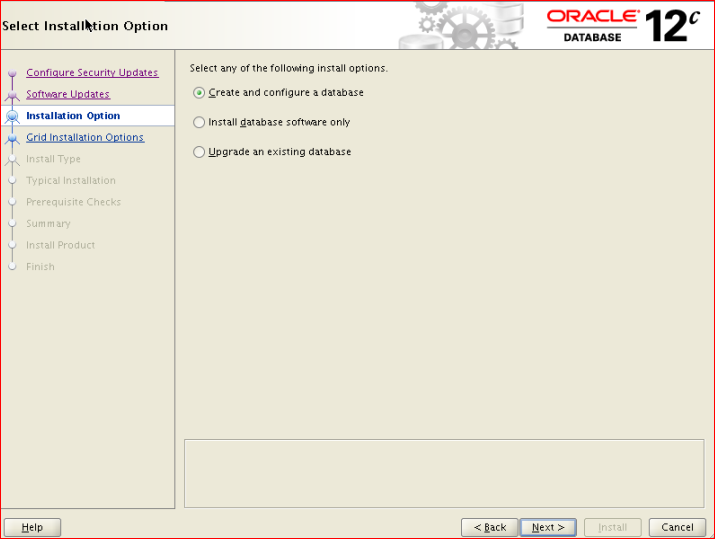 Select Installation Option
ORACLE
DATABASE
12c
Configure Security Updates
Software Updates
Installation Option
Grid Installation Options
Install Type
Typical Installation
Prerequisite Checks
Summary
Install Product
Finish
Select any of the following install options.
Create and configure a database
Install database software only
Upgrade an existing database
Help
< Back
Next >
Install
Cancel